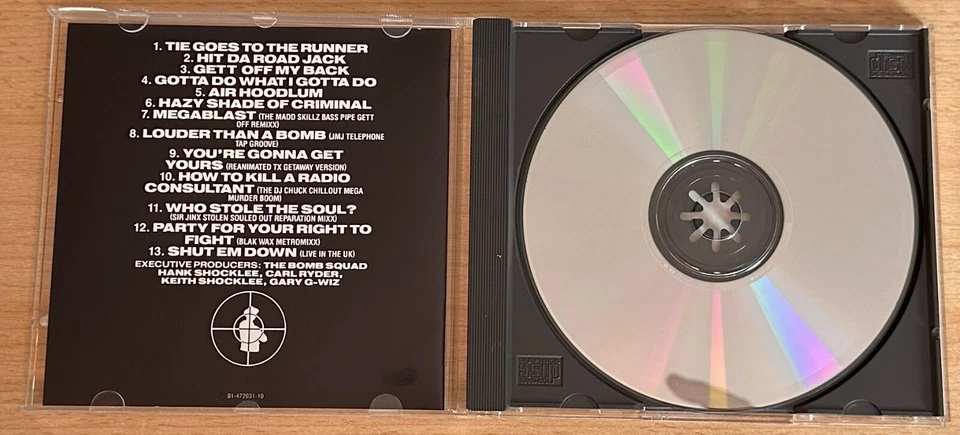 1. TIE GOES TO THE RUNNER
2. HIT DA ROAD JACK
3. GETT OFF MY BACK
4. GOTTA DO WHAT I GOTTA DO
5. AIR HOODLUM
6. HAZY SHADE OF CRIMINAL
7. MEGABLAST (THE MADD SKILLZ BASS PIPE GETT
OFF REMIXX)
8. LOUDER THAN A BOMB (JMJ TELEPHONE
TAP GROOVE)
9. YOU'RE GONNA GET
YOURS (REANIMATED TX GETAWAY VERSION)
10. HOW TO KILL A RADIO
CONSULTANT (THE DJ CHUCK CHILLOUT MEGA
MURDER BOOM)
11. WHO STOLE THE SOUL?
(SIR JINX STOLEN SOULED OUT REPARATION MIXX)
12. PARTY FOR YOUR RIGHT TO
FIGHT (BLAK WAX METROMIXX)
13. SHUT EM DOWN (LIVE IN THE UK)
EXECUTIVE PRODUCERS: THE BOMB SQUAD
HANK SHOCKLEE, CARL RYDER,
KEITH SHOCKLEE, GARY G-WIZ
01-472031-10
disc
disc